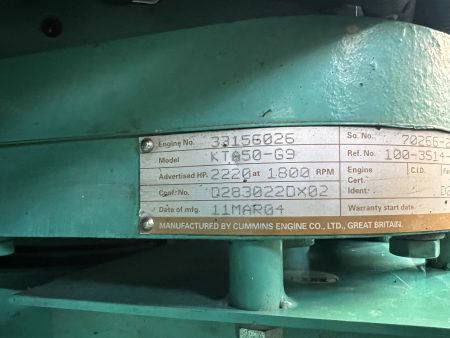 Engine No. 33156026 So. No. 70266-
Model KTA50-G9 Ref. No. 100-3514-
Advertised HP. 2220 at 1800 RPM Engine C.I.D.
Conf. No. D283022DX02 Cert. Ident:
Date of mfg. 11MAR04 Warranty start date
MANUFACTURED BY CUMMINS ENGINE CO., LTD., GREAT BRITAIN.